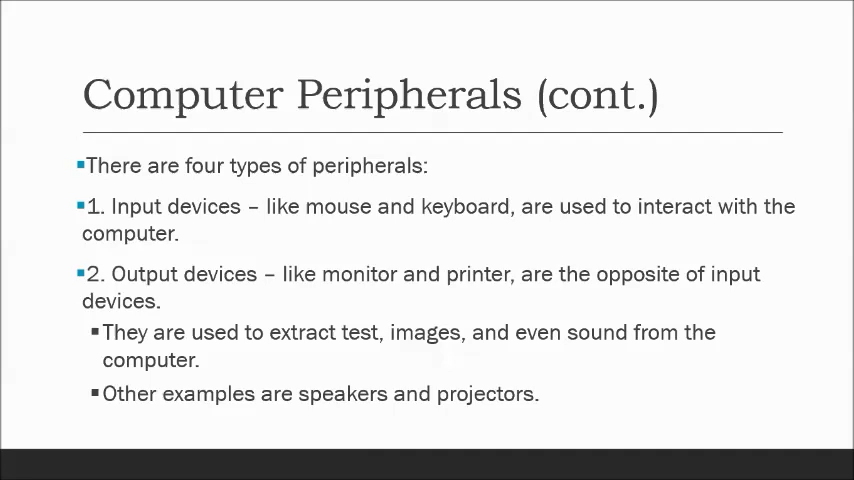 Computer Peripherals (cont.)
▪There are four types of peripherals:
▪1. Input devices – like mouse and keyboard, are used to interact with the
computer.
▪2. Output devices – like monitor and printer, are the opposite of input
devices.
▪They are used to extract test, images, and even sound from the
computer.
▪Other examples are speakers and projectors.